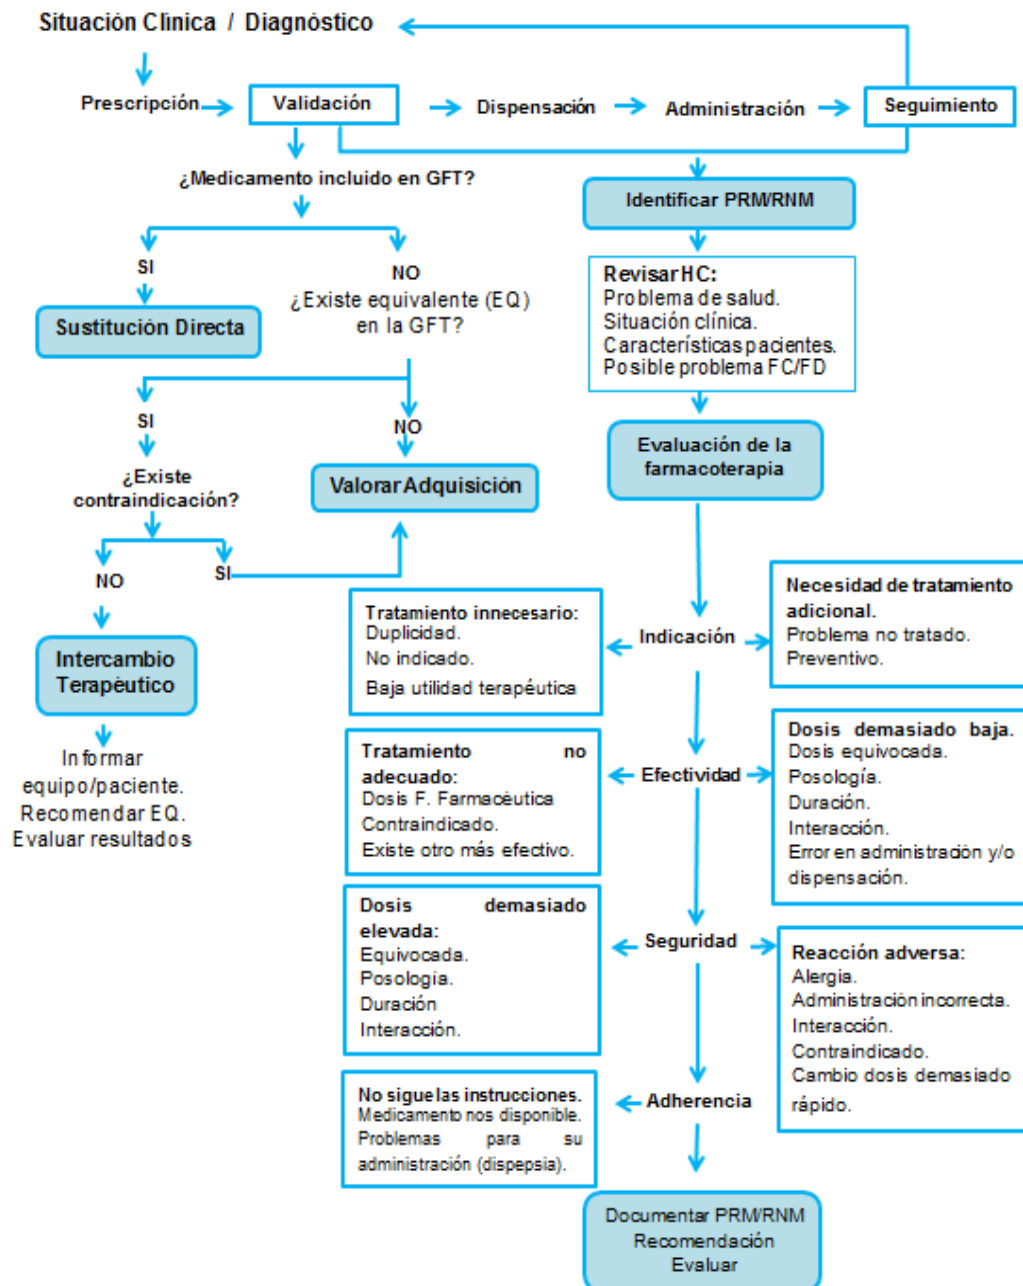 Situación Clínica / Diagnóstico
Prescripción
Validación
Dispensación
Administración
Seguimiento
¿Medicamento incluido en GFT?
SI
Sustitución Directa
NO
¿Existe equivalente (EQ)
en la GFT?
SI
NO
¿Existe
contraindicación?
Valorar Adquisición
NO
SI
Intercambio
Terapéutico
Informar
equipo/paciente.
Recomendar EQ.
Evaluar resultados
Identificar PRM/RNM
Revisar HC:
Problema de salud.
Situación clínica.
Características pacientes.
Posible problema FC/FD
Evaluación de la
farmacoterapia
Indicación
Tratamiento innecesario:
Duplicidad.
No indicado.
Baja utilidad terapéutica
Necesidad de tratamiento
adicional.
Problema no tratado.
Preventivo.
Efectividad
Tratamiento no
adecuado:
Dosis F. Farmacéutica
Contraindicado.
Existe otro más efectivo.
Dosis demasiado baja.
Dosis equivocada.
Posología.
Duración.
Interacción.
Error en administración y/o
dispensación.
Seguridad
Dosis demasiado
elevada:
Equivocada.
Posología.
Duración
Interacción.
Reacción adversa:
Alergia.
Administración incorrecta.
Interacción.
Contraindicado.
Cambio dosis demasiado
rápido.
Adherencia
No sigue las instrucciones.
Medicamento nos disponible.
Problemas para su
administración (dispepsia).
Documentar PRM/RNM
Recomendación
Evaluar